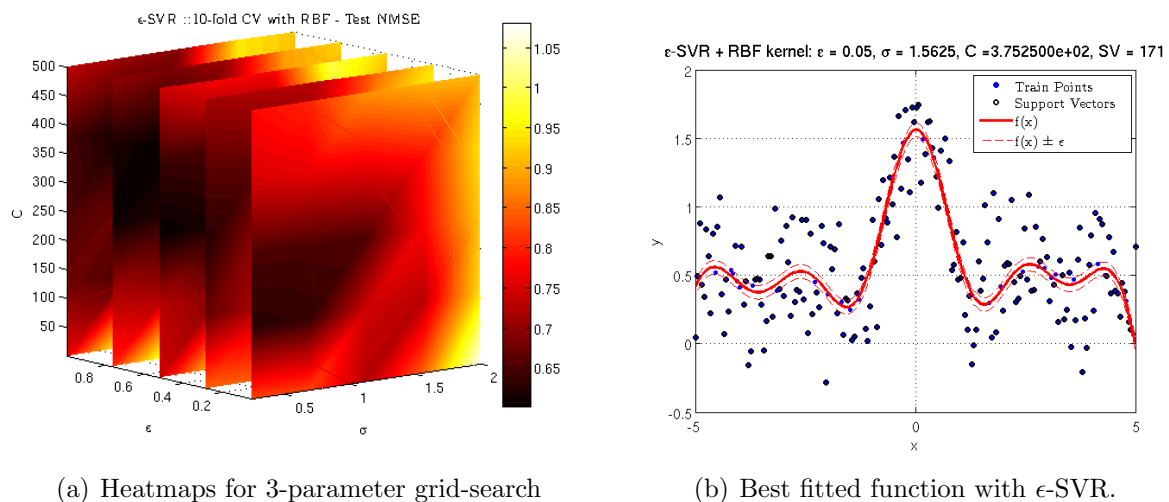 ϵ-SVR ::10-fold CV with RBF - Test NMSE
500
450
400
350
300
250
200
150
100
50
C
0.8
0.6
0.4
0.2
ϵ
0.5
1
1.5
2
σ
1.05
1
0.95
0.9
0.85
0.8
0.75
0.7
0.65
(a) Heatmaps for 3-parameter grid-search
ε-SVR + RBF kernel: ε = 0.05, σ = 1.5625, C =3.752500e+02, SV = 171
Train Points
Support Vectors
f(x)
f(x) ± ϵ
2
1.5
1
0.5
0
-0.5
y
-5
0
5
x
(b) Best fitted function with ϵ-SVR.